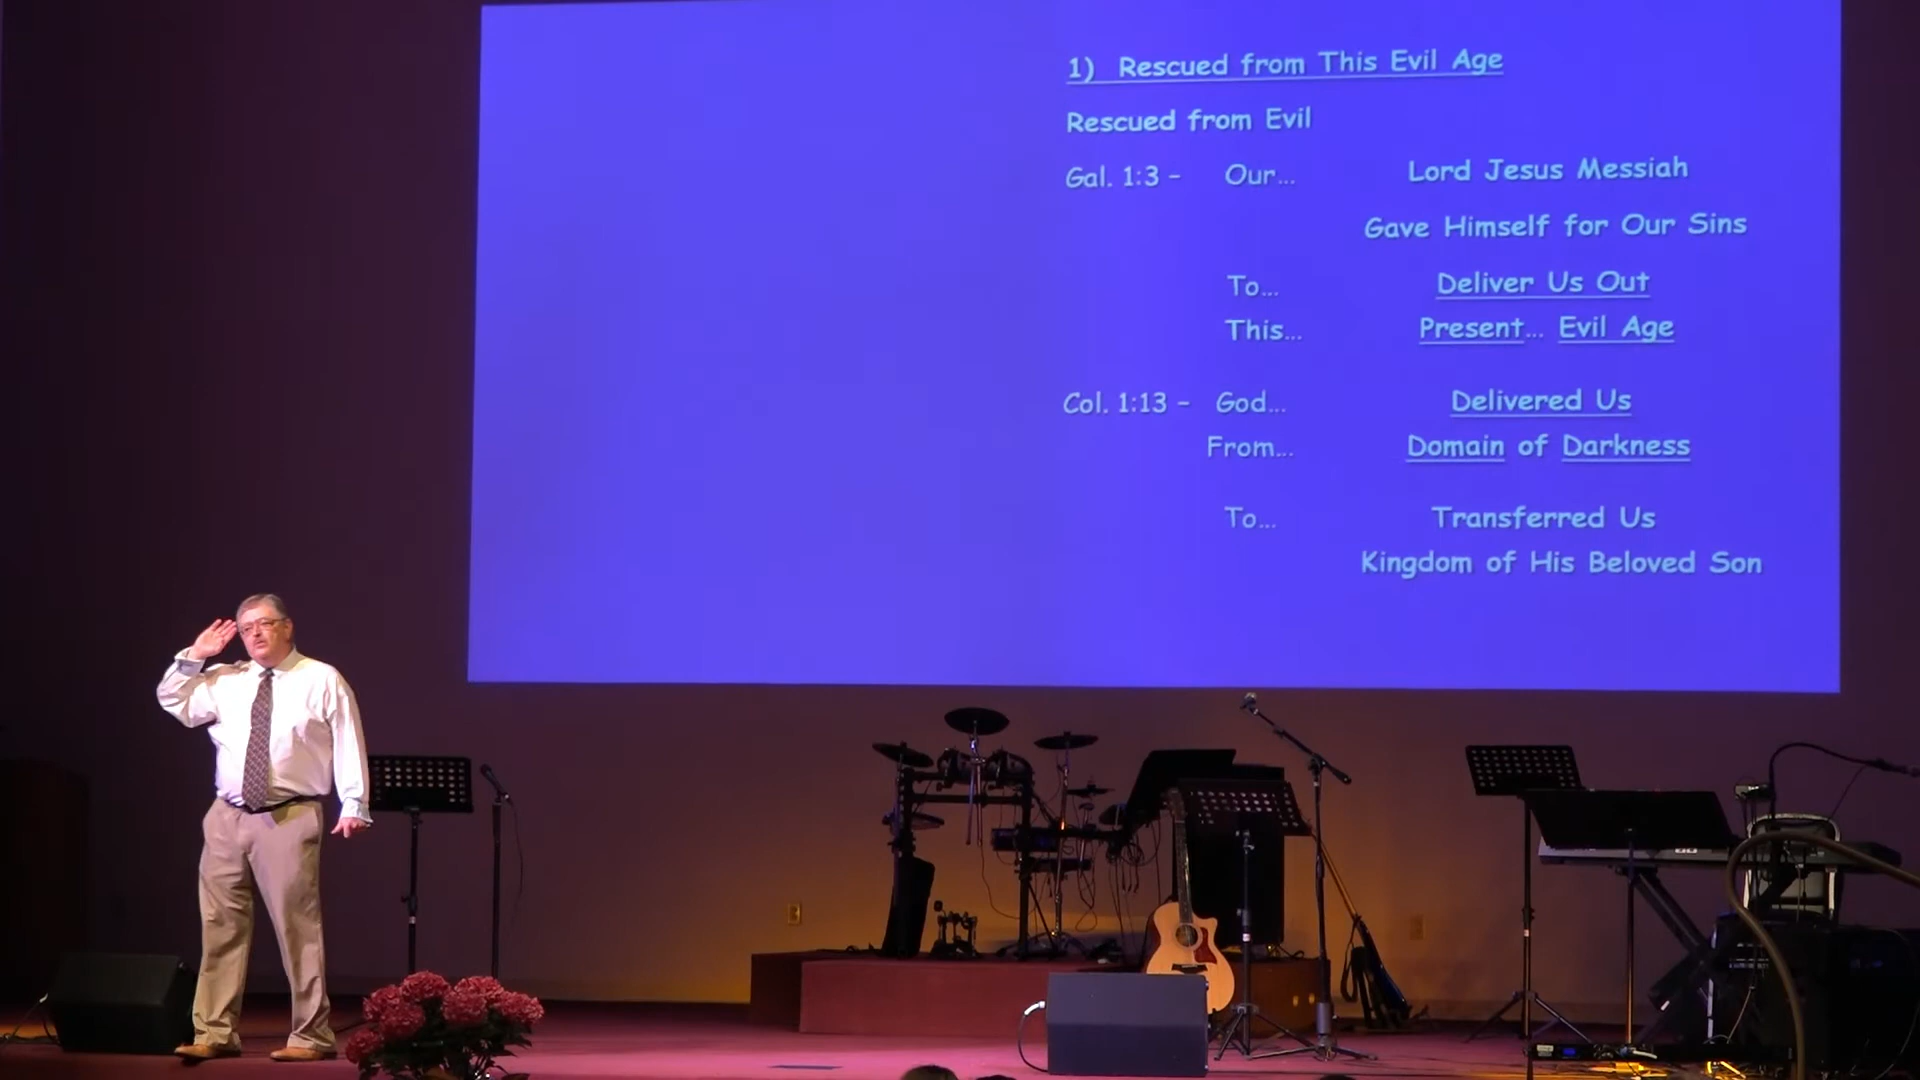 1) Rescued from This Evil Age
Rescued from Evil
Gal. 1:3 - Our... Lord Jesus Messiah
Gave Himself for Our Sins
To... Deliver Us Out
This... Present... Evil Age
Col. 1:13 - God... Delivered Us
From... Domain of Darkness
To... Transferred Us
Kingdom of His Beloved Son